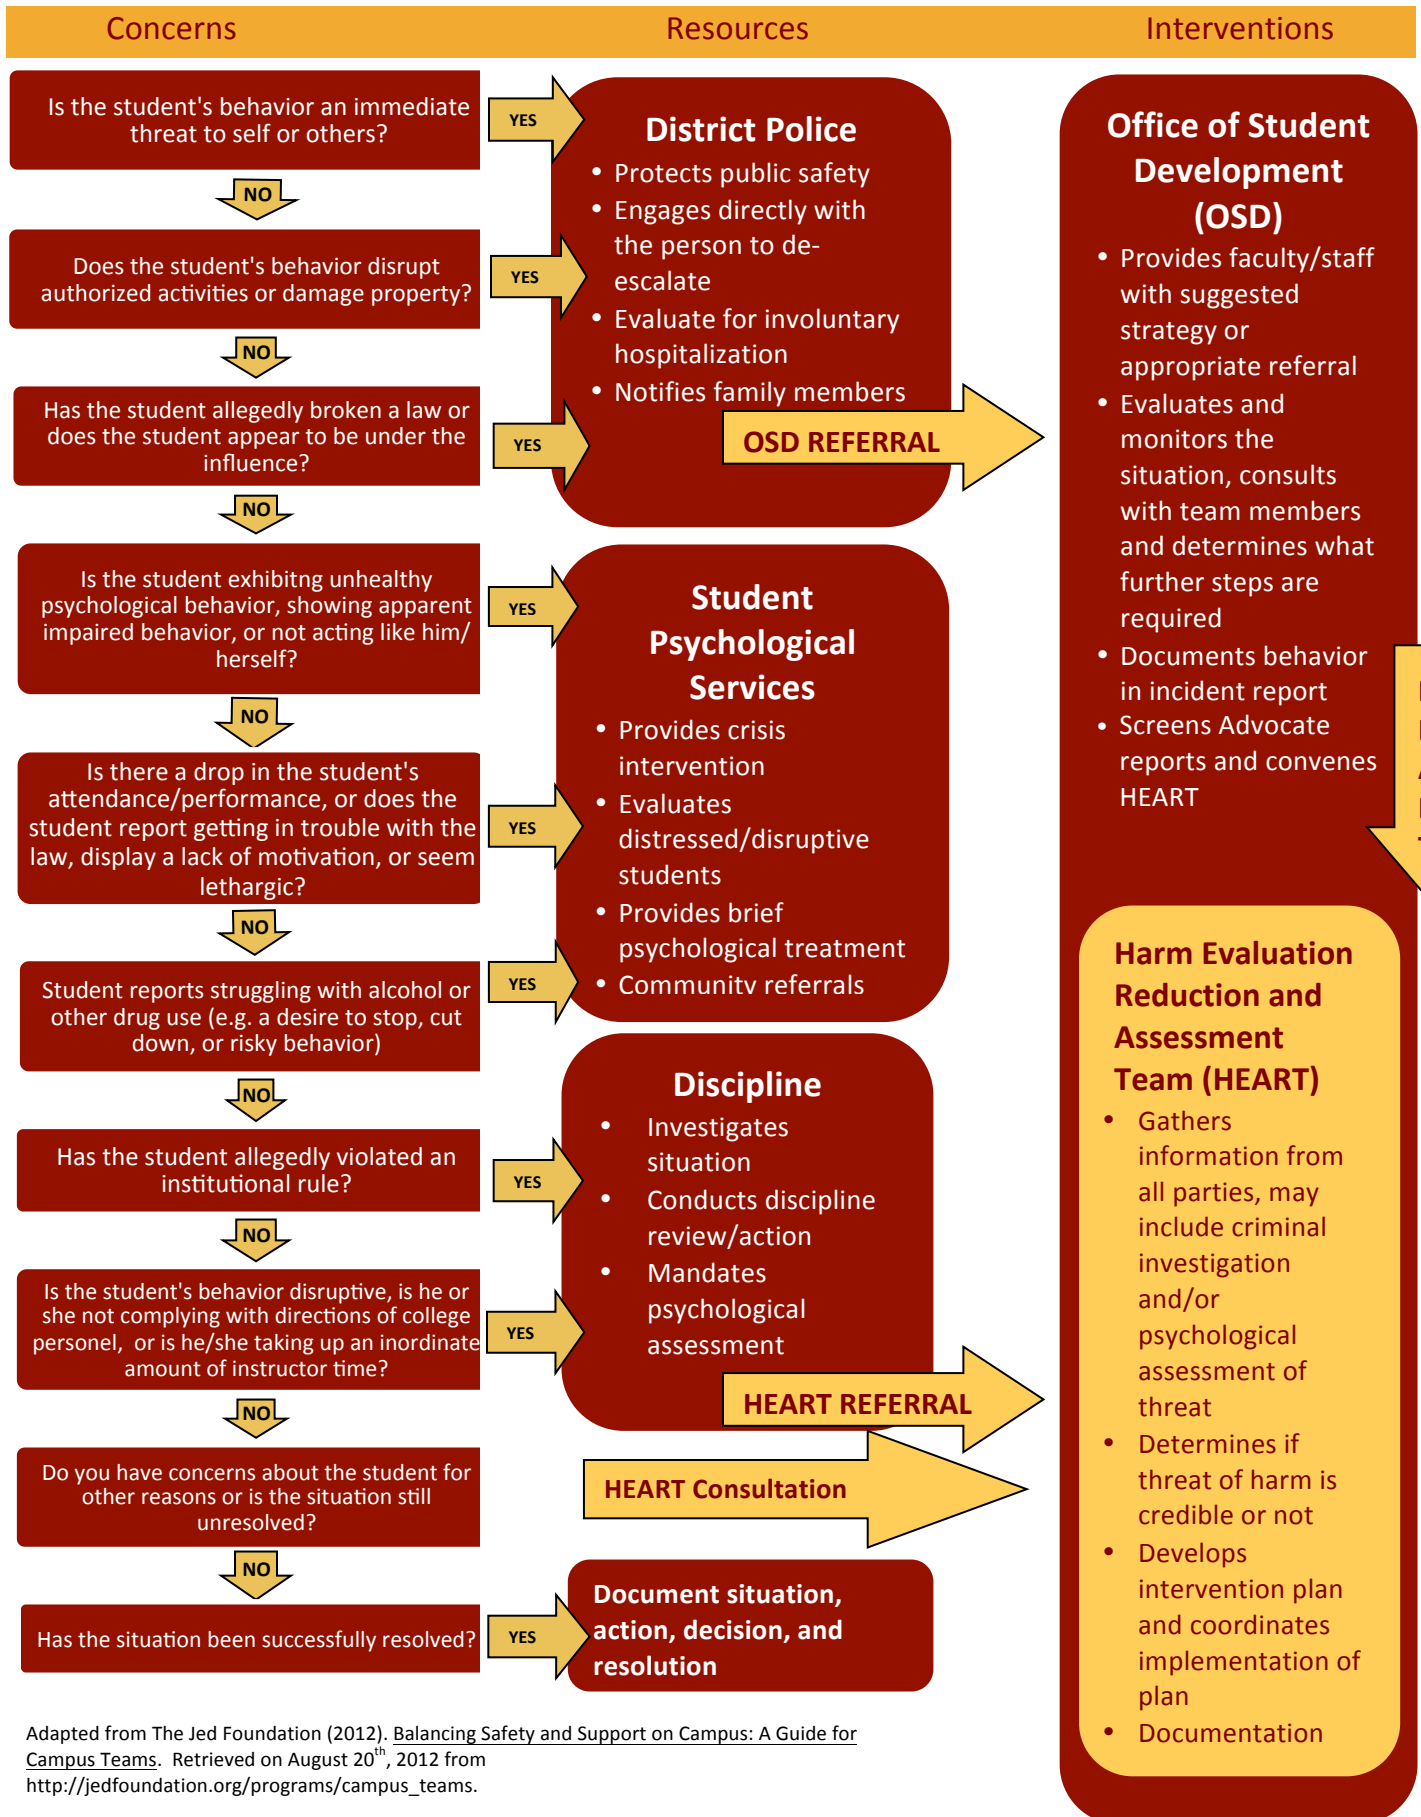 Concerns
Resources
Interventions
Is the student's behavior an immediate
threat to self or others?
YES
NO
Does the student's behavior disrupt
authorized activities or damage property?
YES
NO
Has the student allegedly broken a law or
does the student appear to be under the
influence?
YES
NO
Is the student exhibitng unhealthy
psychological behavior, showing apparent
impaired behavior, or not acting like him/
herself?
YES
NO
Is there a drop in the student's
attendance/performance, or does the
student report getting in trouble with the
law, display a lack of motivation, or seem
lethargic?
YES
NO
Student reports struggling with alcohol or
other drug use (e.g. a desire to stop, cut
down, or risky behavior)
YES
NO
Has the student allegedly violated an
institutional rule?
YES
NO
Is the student's behavior disruptive, is he or
she not complying with directions of college
personel,  or is he/she taking up an inordinate
amount of instructor time?
YES
NO
Do you have concerns about the student for
other reasons or is the situation still
unresolved?
NO
Has the situation been successfully resolved?
YES
District Police
• Protects public safety
• Engages directly with
the person to de-
escalate
• Evaluate for involuntary
hospitalization
• Notifies family members
OSD REFERRAL
Student
Psychological
Services
• Provides crisis
intervention
• Evaluates
distressed/disruptive
students
• Provides brief
psychological treatment
• Community referrals
Discipline
• Investigates
situation
• Conducts discipline
review/action
• Mandates
psychological
assessment
HEART REFERRAL
HEART Consultation
Document situation,
action, decision, and
resolution
Office of Student
Development
(OSD)
• Provides faculty/staff
with suggested
strategy or
appropriate referral
• Evaluates and
monitors the
situation, consults
with team members
and determines what
further steps are
required
• Documents behavior
in incident report
• Screens Advocate
reports and convenes
HEART
Harm Evaluation
Reduction and
Assessment
Team (HEART)
• Gathers
information from
all parties, may
include criminal
investigation
and/or
psychological
assessment of
threat
• Determines if
threat of harm is
credible or not
• Develops
intervention plan
and coordinates
implementation of
plan
• Documentation
Adapted from The Jed Foundation (2012). Balancing Safety and Support on Campus: A Guide for
Campus Teams.  Retrieved on August 20th, 2012 from
http://jedfoundation.org/programs/campus_teams.